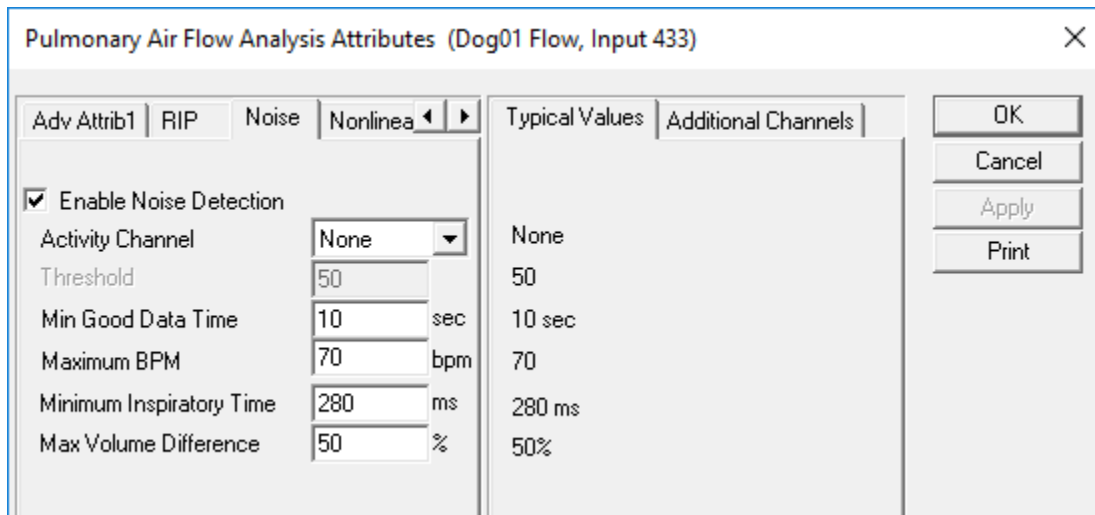 Pulmonary Air Flow Analysis Attributes (Dog01 Flow, Input 433)
Adv Attrib1 RIP Noise Nonlinea
Typical Values Additional Channels
OK
Cancel
Apply
Print
Enable Noise Detection
Activity Channel None None
Threshold 50 50
Min Good Data Time 10 sec 10 sec
Maximum BPM 70 bpm 70
Minimum Inspiratory Time 280 ms 280 ms
Max Volume Difference 50 % 50%